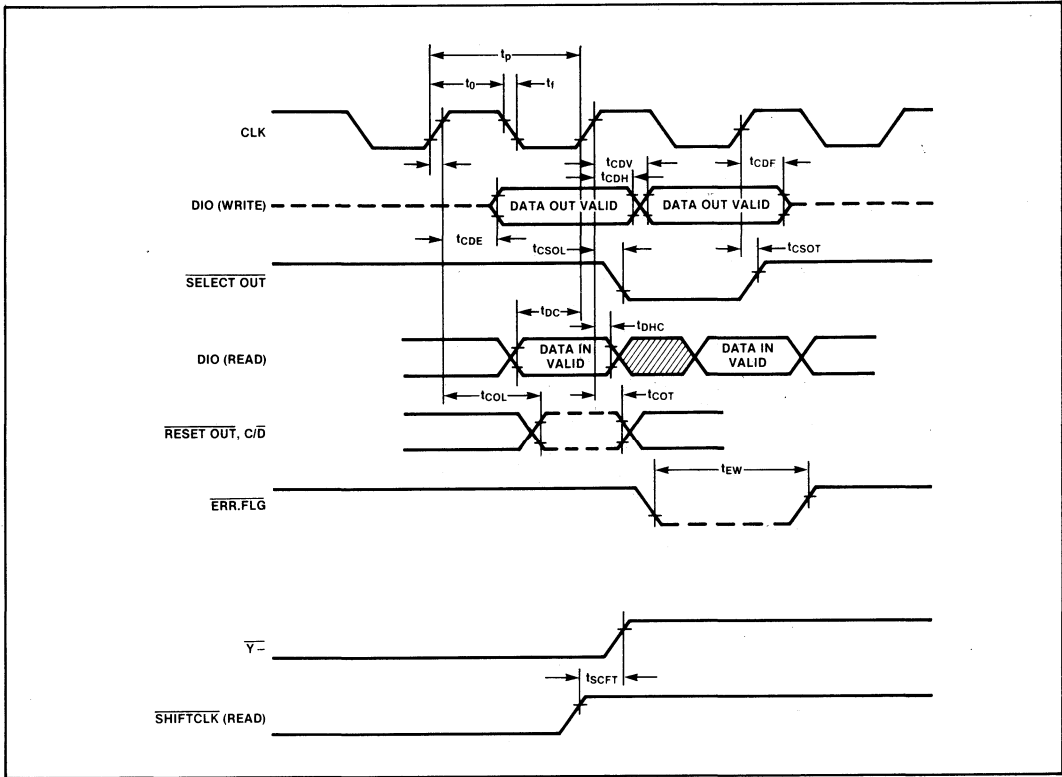 tp
t0 tf
CLK
tCDV
tCDH
tCDF
DIO (WRITE)
DATA OUT VALID
DATA OUT VALID
tCDE
tCSOL
tCSOT
SELECT OUT
tDC
tDHC
DIO (READ)
DATA IN
VALID
DATA IN
VALID
tCOL
tCOT
RESET OUT, C/D
tEW
ERR.FLG
Y–
tSCFT
SHIFTCLK (READ)